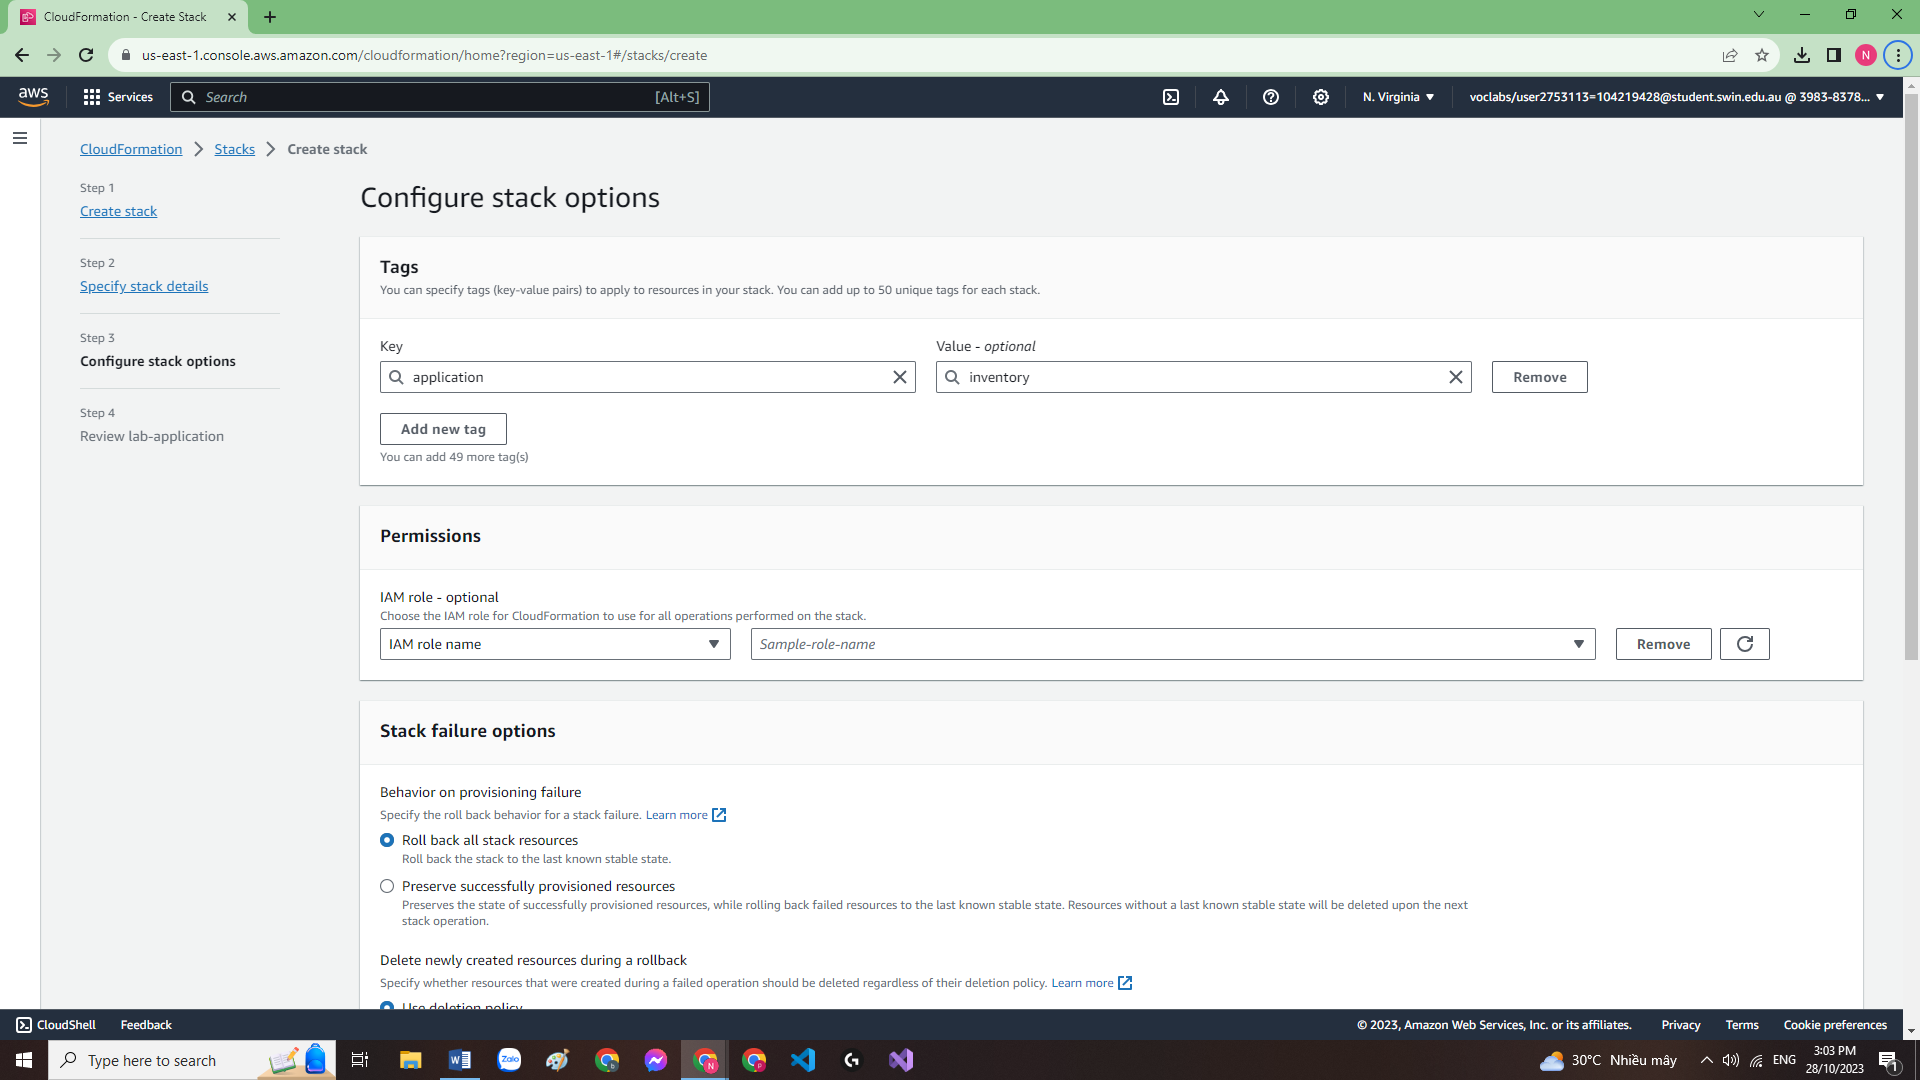 CloudFormation - Create Stack
us-east-1.console.aws.amazon.com/cloudformation/home?region=us-east-1#/stacks/create
N
aws
Services
Search
[Alt+S]
N. Virginia
voclabs/user2753113=104219428@student.swin.edu.au @ 3983-8378...
CloudFormation
Stacks
Create stack
Step 1
Create stack
Step 2
Specify stack details
Step 3
Configure stack options
Step 4
Review lab-application
Configure stack options
Tags
You can specify tags (key-value pairs) to apply to resources in your stack. You can add up to 50 unique tags for each stack.
Key
Value - optional
application
inventory
Remove
Add new tag
You can add 49 more tag(s)
Permissions
IAM role - optional
Choose the IAM role for CloudFormation to use for all operations performed on the stack.
IAM role name
Sample-role-name
Remove
Stack failure options
Behavior on provisioning failure
Specify the roll back behavior for a stack failure. Learn more
Roll back all stack resources
Roll back the stack to the last known stable state.
Preserve successfully provisioned resources
Preserves the state of successfully provisioned resources, while rolling back failed resources to the last known stable state. Resources without a last known stable state will be deleted upon the next
stack operation.
Delete newly created resources during a rollback
Specify whether resources that were created during a failed operation should be deleted regardless of their deletion policy. Learn more
Use deletion policy
CloudShell
Feedback
© 2023, Amazon Web Services, Inc. or its affiliates.
Privacy
Terms
Cookie preferences
Type here to search
Zalo
30°C Nhiều mây
ENG
3:03 PM
28/10/2023
1